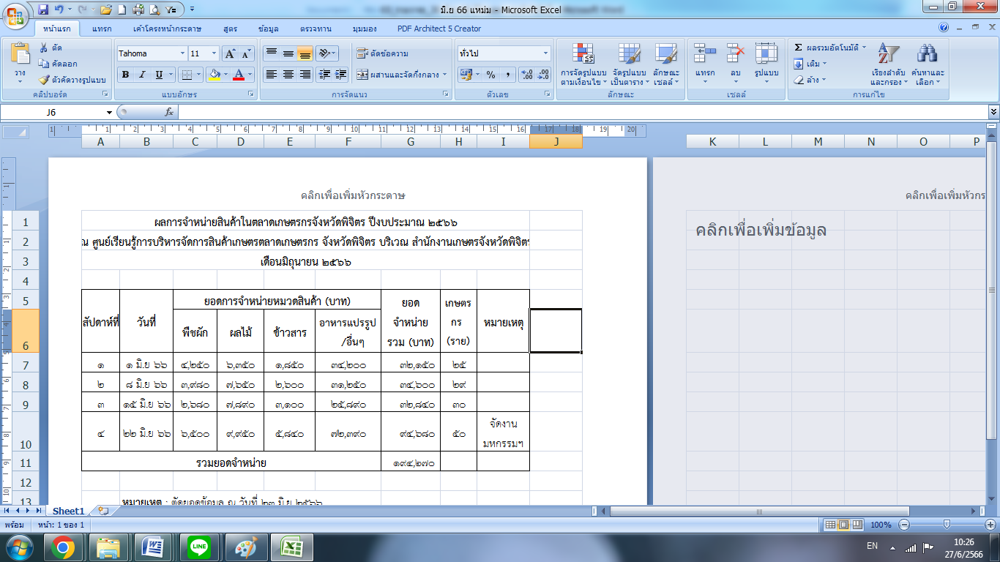 มิ.ย 66 แหม่ม - Microsoft Excel
หน้าแรก แทรก เค้าโครงหน้ากระดาษ สูตร ข้อมูล ตรวจทาน มุมมอง PDF Architect 5 Creator
วาง ตัด คัดลอก ตัวคัดวางรูปแบบ
Tahoma 11
ตัดข้อความ
ผสานและจัดกึ่งกลาง
ทั่วไป
การจัดรูปแบบตามเงื่อนไข จัดรูปแบบเป็นตาราง ลักษณะเซลล์
แทรก ลบ รูปแบบ
ผลรวมอัตโนมัติ เติม ล้าง
เรียงลำดับและกรอง ค้นหาและเลือก
คลิปบอร์ด แบบอักษร การจัดแนว ตัวเลข ลักษณะ เซลล์ การแก้ไข
J6 fx
A B C D E F G H I J K L M N O P
คลิกเพื่อเพิ่มหัวกระดาษ คลิกเพื่อเพิ่มหัวกร
1 ผลการจำหน่ายสินค้าในตลาดเกษตรกรจังหวัดพิจิตร ปีงบประมาณ ๒๕๖๖
คลิกเพื่อเพิ่มข้อมูล
2 ณ ศูนย์เรียนรู้การบริหารจัดการสินค้าเกษตรตลาดเกษตรกร จังหวัดพิจิตร บริเวณ สำนักงานเกษตรจังหวัดพิจิตร
3 เดือนมิถุนายน ๒๕๖๖
4
5 สัปดาห์ที่ วันที่ ยอดการจำหน่ายหมวดสินค้า (บาท) ยอดจำหน่ายรวม (บาท) เกษตรกร (ราย) หมายเหตุ
6 พืชผัก ผลไม้ ข้าวสาร อาหารแปรรูป/อื่นๆ
7 ๑ ๑ มิ.ย ๖๖ ๔,๒๕๐ ๖,๓๕๐ ๑,๘๕๐ ๓๔,๒๐๐ ๓๒,๑๕๐ ๒๕
8 ๒ ๘ มิ.ย ๖๖ ๓,๙๘๐ ๗,๖๕๐ ๒,๖๐๐ ๓๑,๒๕๐ ๓๔,๖๐๐ ๒๙
9 ๓ ๑๕ มิ.ย ๖๖ ๒,๖๘๐ ๗,๘๙๐ ๓,๑๐๐ ๒๕,๘๙๐ ๓๒,๘๔๐ ๓๐
10 ๔ ๒๒ มิ.ย ๖๖ ๖,๕๐๐ ๙,๙๕๐ ๕,๘๔๐ ๗๒,๓๙๐ ๙๔,๖๘๐ ๕๐ จัดงานมหกรรมฯ
11 รวมยอดจำหน่าย ๑๙๔,๒๗๐
12
13 หมายเหตุ : ตัดยอดข้อมูล ณ วันที่ ๒๓ มิ.ย ๒๕๖๖
Sheet1
พร้อม หน้า: 1 ของ 1 100%
EN 10:26
27/6/2566